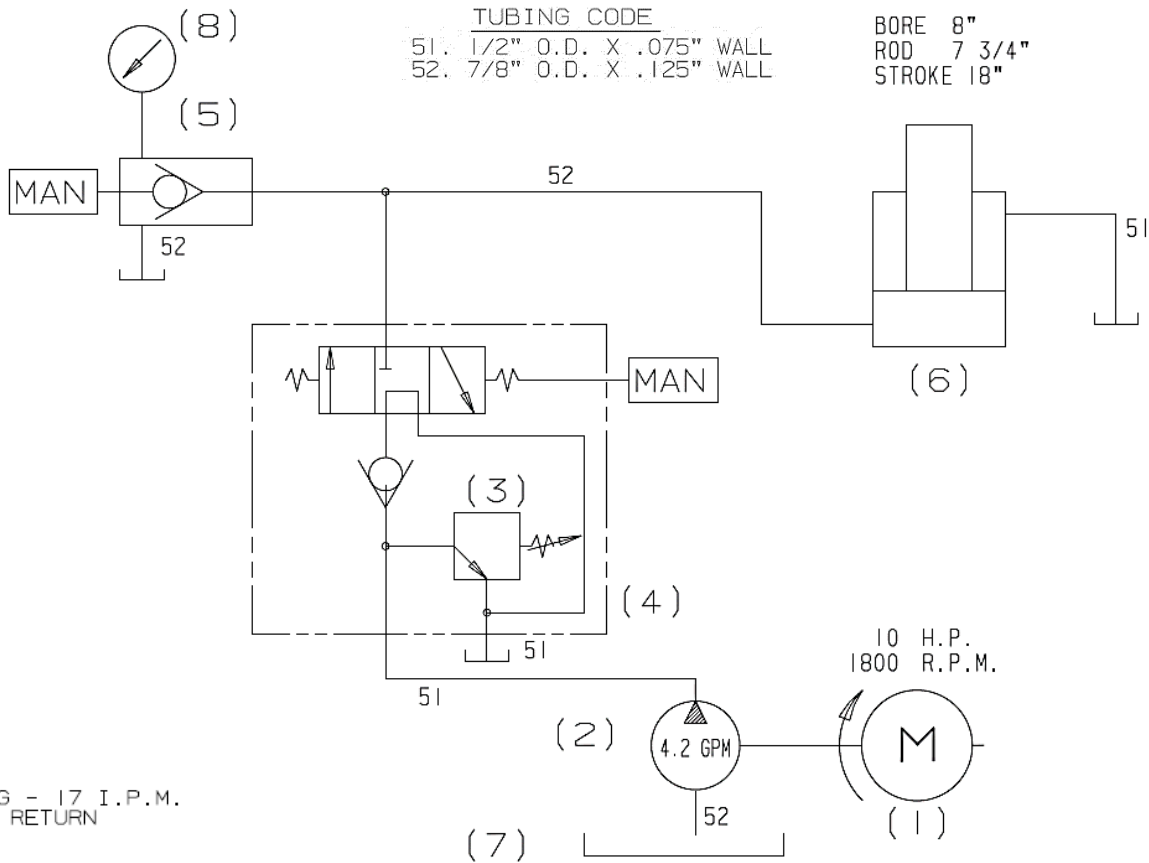 TUBING CODE
51. 1/2" O.D. X .075" WALL
52. 7/8" O.D. X .125" WALL
BORE 8"
ROD 7 3/4"
STROKE 18"
(8)
(5)
MAN
52
52
51
(6)
MAN
(3)
(4)
51
51
10 H.P.
1800 R.P.M.
(2)
4.2 GPM
M
(1)
52
(7)
G - 17 I.P.M.
RETURN